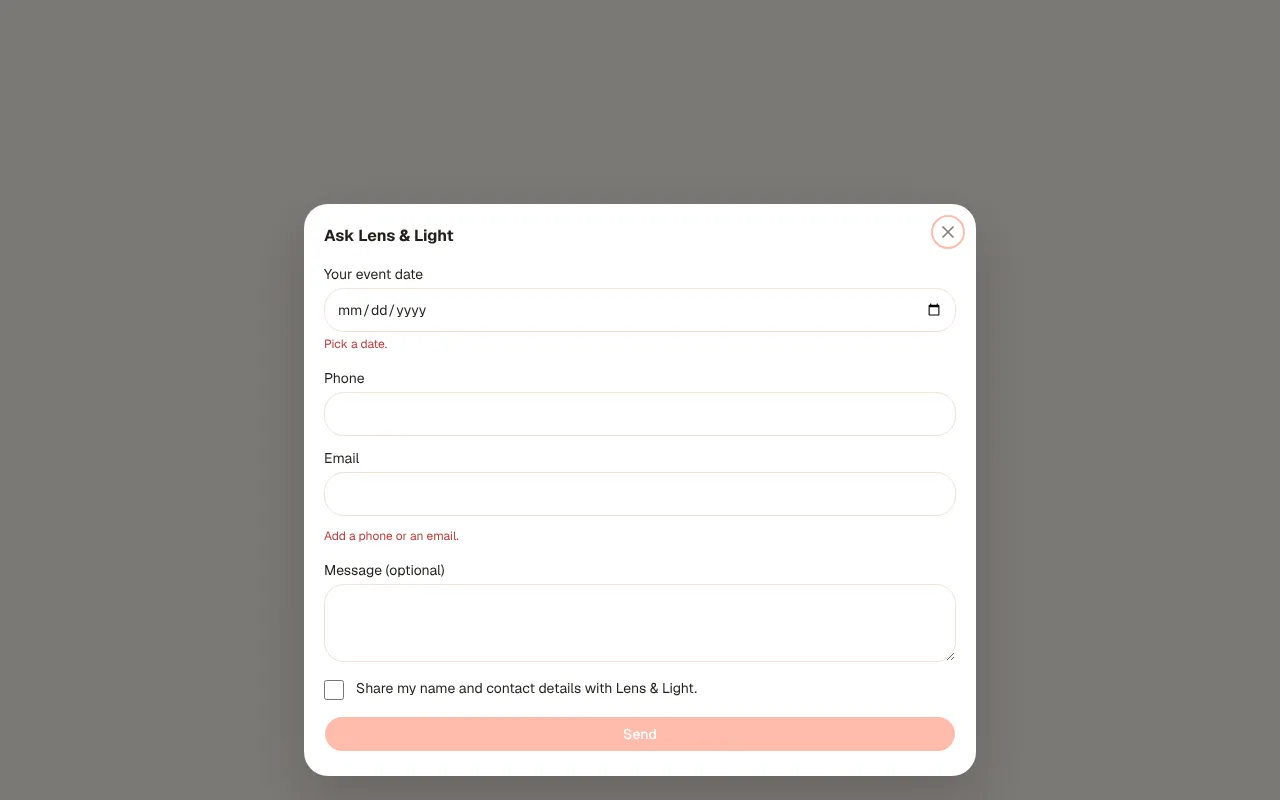 Ask Lens & Light
Your event date
mm/dd/yyyy
Pick a date.
Phone
Email
Add a phone or an email.
Message (optional)
Share my name and contact details with Lens & Light.
Send